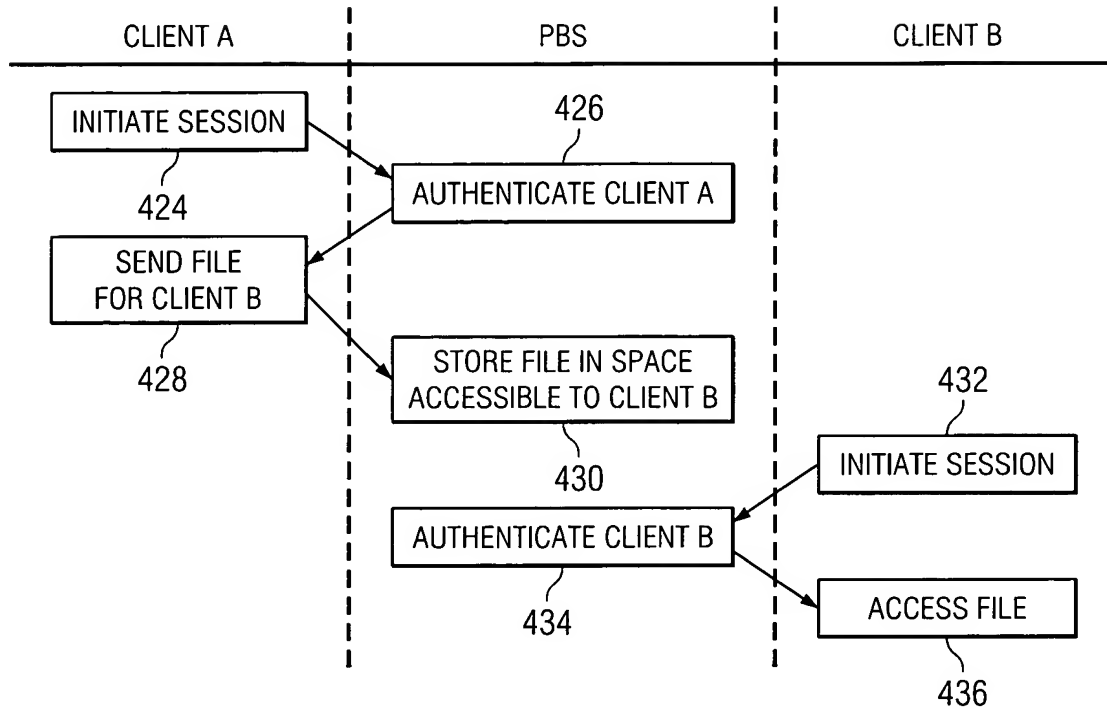 CLIENT A
PBS
CLIENT B
INITIATE SESSION
424
426
AUTHENTICATE CLIENT A
SEND FILE
FOR CLIENT B
428
STORE FILE IN SPACE
ACCESSIBLE TO CLIENT B
430
432
INITIATE SESSION
AUTHENTICATE CLIENT B
434
ACCESS FILE
436